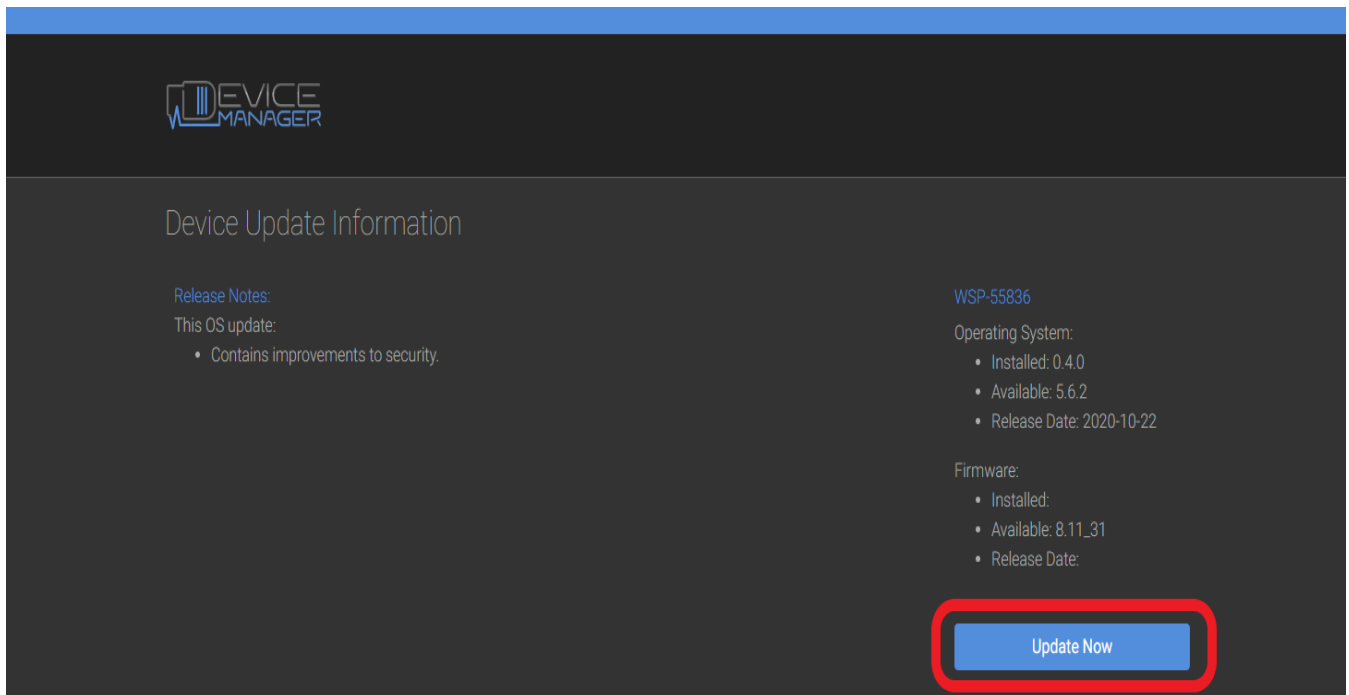 DEVICE
MANAGER
Device Update Information
Release Notes:
This OS update:
• Contains improvements to security.
WSP-55836
Operating System:
• Installed: 0.4.0
• Available: 5.6.2
• Release Date: 2020-10-22
Firmware:
• Installed:
• Available: 8.11_31
• Release Date:
Update Now